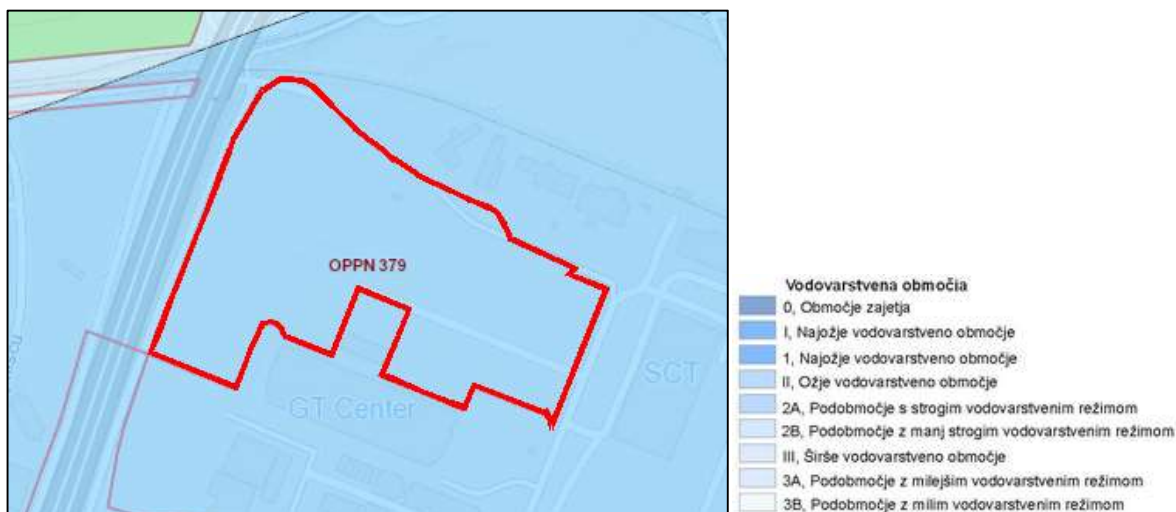 OPPN 379
SCT
GT Center
Vodovarstvena območja
0, Območje zajetja
I, Najožje vodovarstveno območje
1, Najožje vodovarstveno območje
II, Ožje vodovarstveno območje
2A, Podobmočje s strogim vodovarstvenim režimom
2B, Podobmočje z manj strogim vodovarstvenim režimom
III, Širše vodovarstveno območje
3A, Podobmočje z milejšim vodovarstvenim režimom
3B, Podobmočje z milim vodovarstvenim režimom